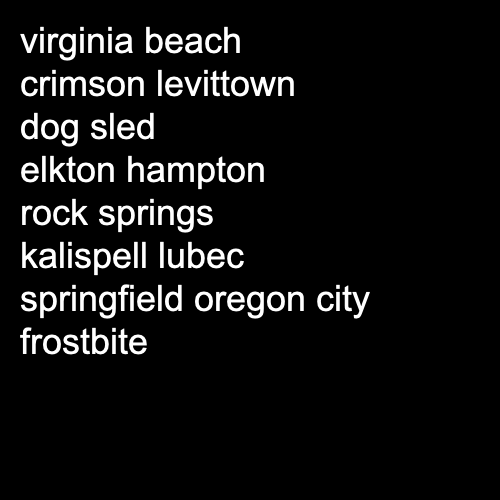 virginia beach
crimson levittown
dog sled
elkton hampton
rock springs
kalispell lubec
springfield oregon city
frostbite